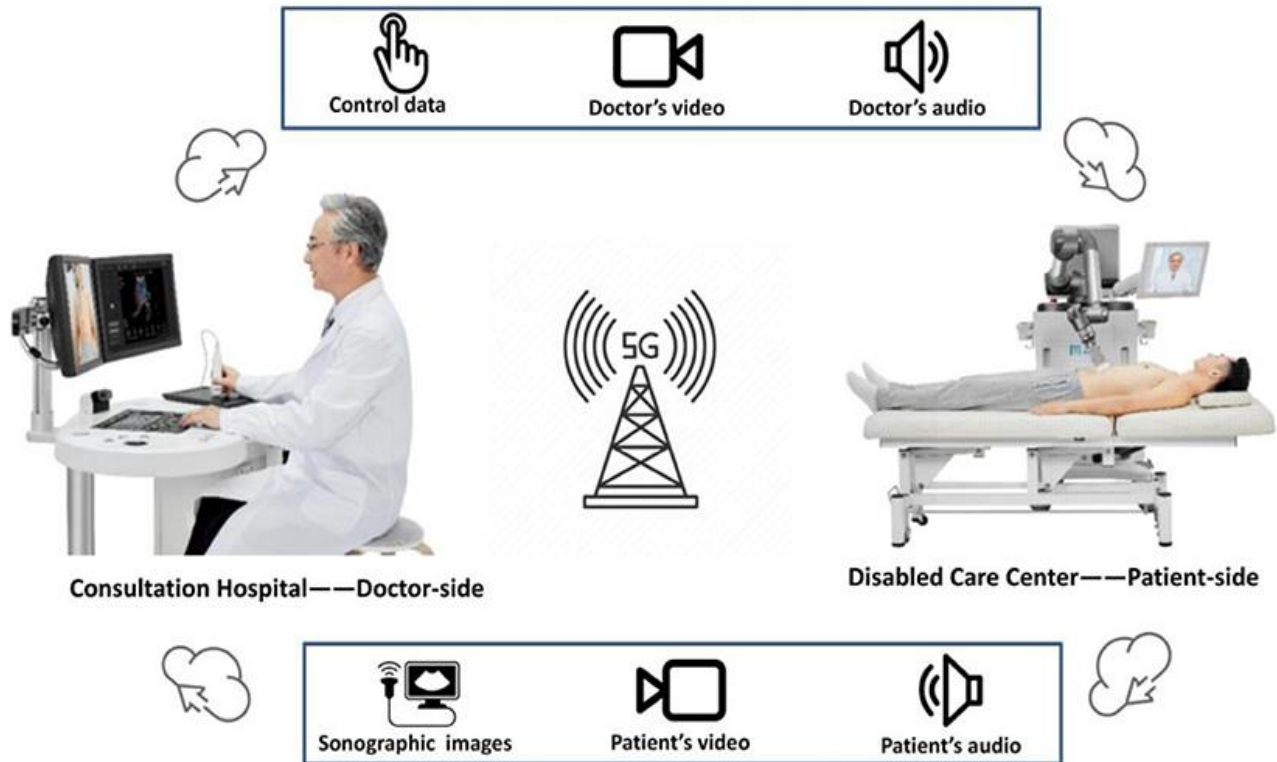 Control data
Doctor's video
Doctor's audio
5G
Consultation Hospital——Doctor-side
Disabled Care Center——Patient-side
Sonographic images
Patient's video
Patient's audio